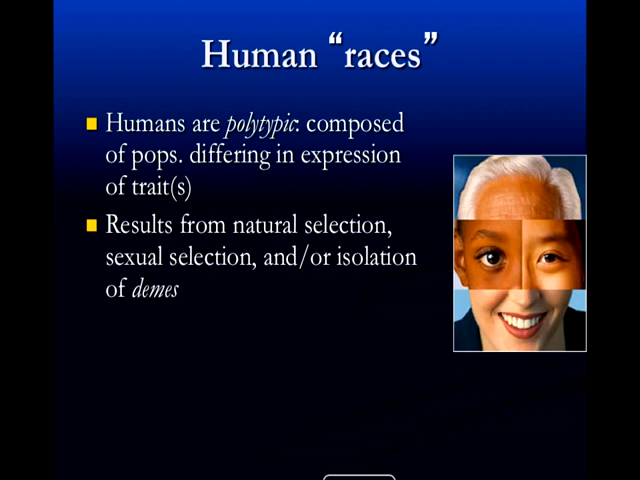 Human “races”
Humans are polytypic: composed
of pops. differing in expression
of trait(s)
Results from natural selection,
sexual selection, and/or isolation
of demes